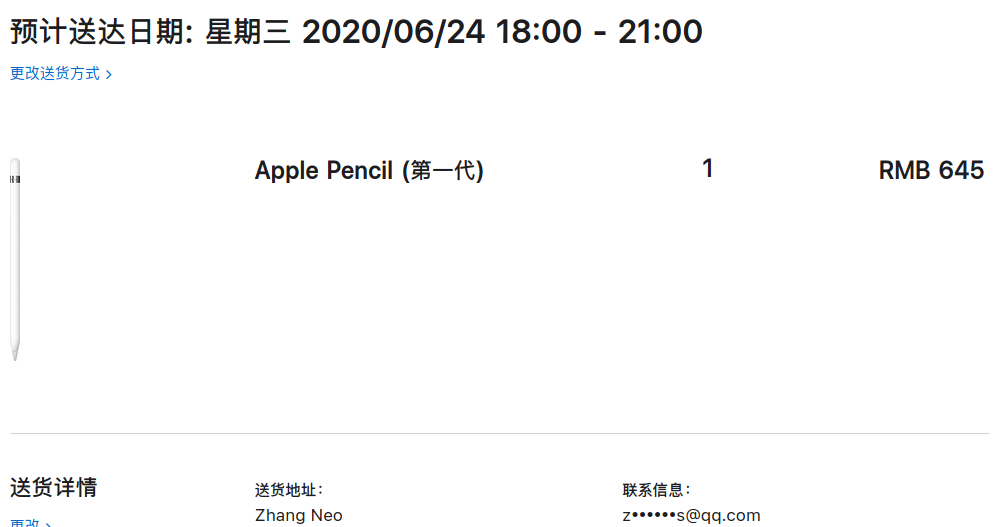 预计送达日期: 星期三 2020/06/24 18:00 - 21:00
更改送货方式 ›
Apple Pencil (第一代) 1 RMB 645
送货详情
送货地址:
联系信息:
更改 ›
Zhang Neo
z••••••s@qq.com